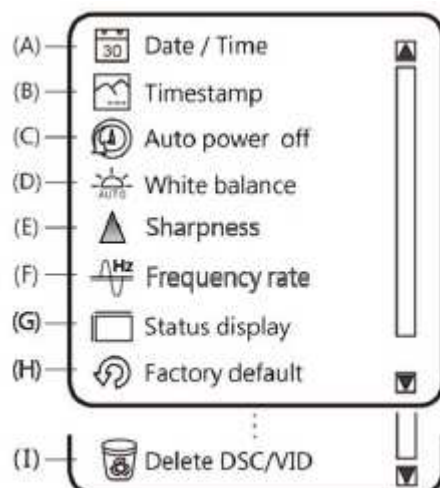 (A) 30 Date / Time
(B) Timestamp
(C) Auto power off
(D) AUTO White balance
(E) Sharpness
(F) Hz Frequency rate
(G) Status display
(H) Factory default
(I) Delete DSC/VID